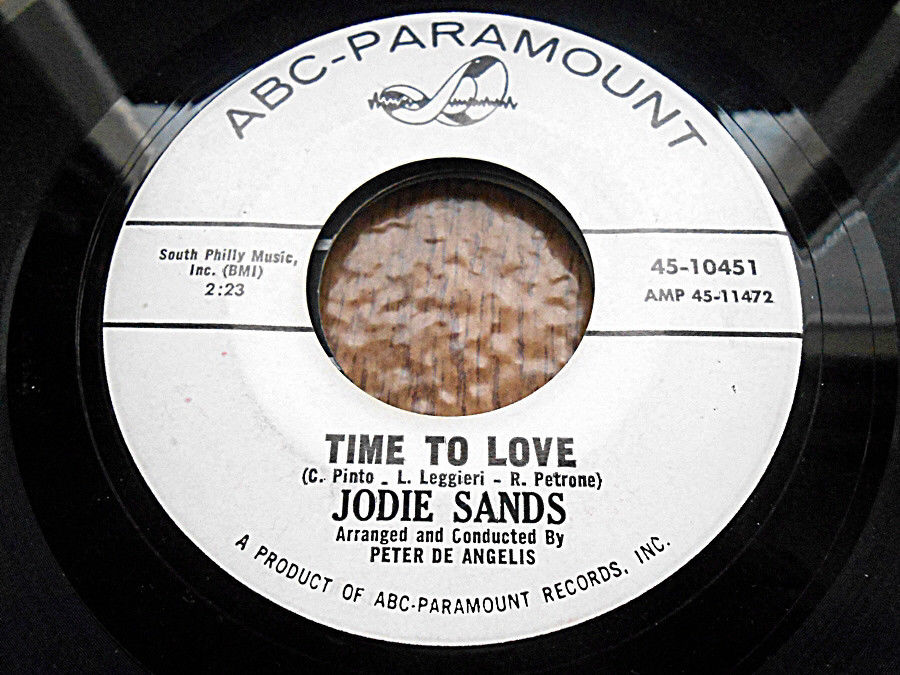 ABC-PARAMOUNT
South Philly Music,
Inc. (BMI)
2:23
45-10451
AMP 45-11472
TIME TO LOVE
(C. Pinto - L. Leggieri - R. Petrone)
JODIE SANDS
Arranged and Conducted By
PETER DE ANGELIS
A PRODUCT OF ABC-PARAMOUNT RECORDS, INC.